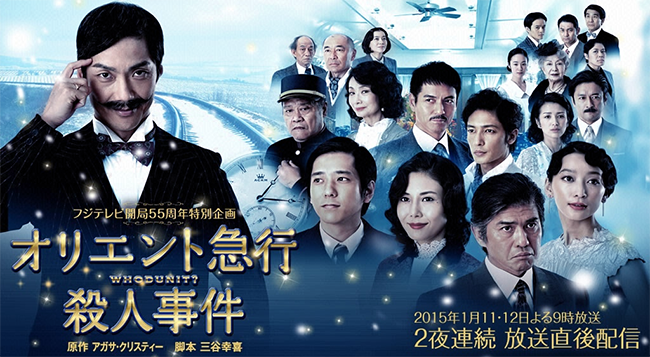 フジテレビ開局55周年特別企画
オリエント急行
WHODUNIT?
殺人事件
原作 アガサ・クリスティー 脚本 三谷幸喜
2015年1月11・12日よる9時放送
2夜連続 放送直後配信